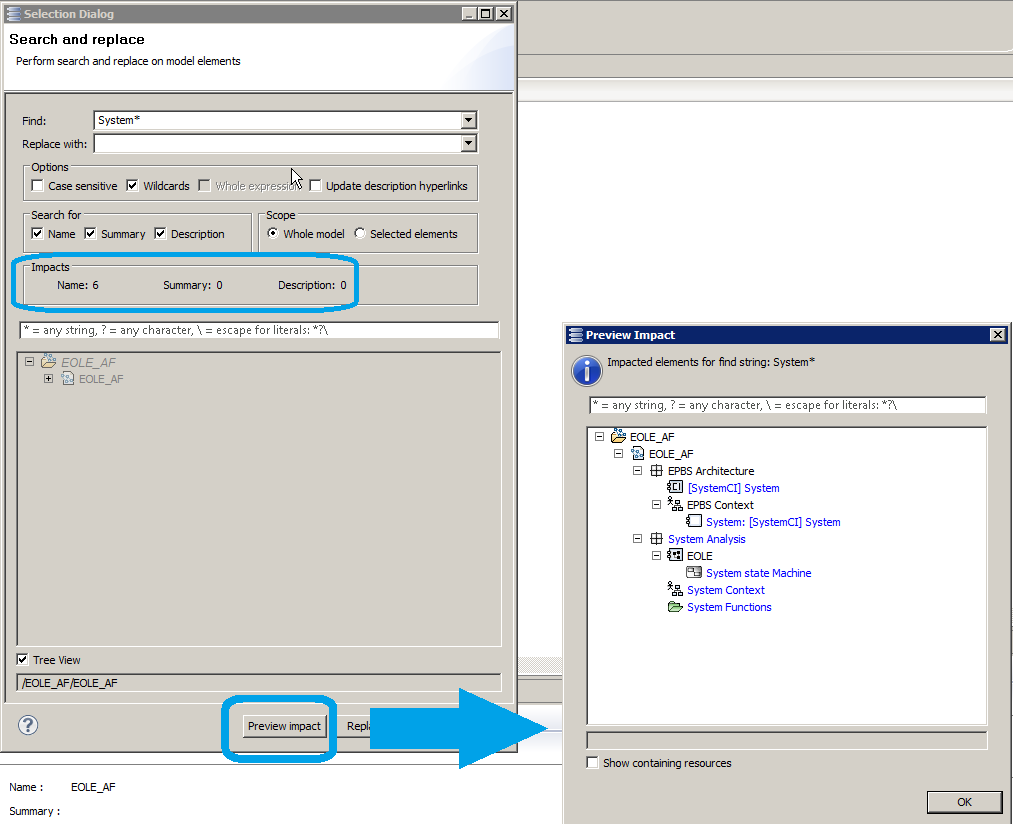 Selection Dialog
Search and replace
Perform search and replace on model elements
Find: System*
Replace with:
Options
Case sensitive Wildcards Whole expression Update description hyperlinks
Search for
Name Summary Description
Scope
Whole model Selected elements
Impacts
Name: 6 Summary: 0 Description: 0
* = any string, ? = any character, \ = escape for literals: *?\
EOLE_AF
EOLE_AF
Tree View
/EOLE_AF/EOLE_AF
? Preview impact Repla
Name : EOLE_AF
Summary :
Preview Impact
Impacted elements for find string: System*
* = any string, ? = any character, \ = escape for literals: *?\
EOLE_AF
EOLE_AF
EPBS Architecture
[SystemCI] System
EPBS Context
System: [SystemCI] System
System Analysis
EOLE
System state Machine
System Context
System Functions
Show containing resources
OK